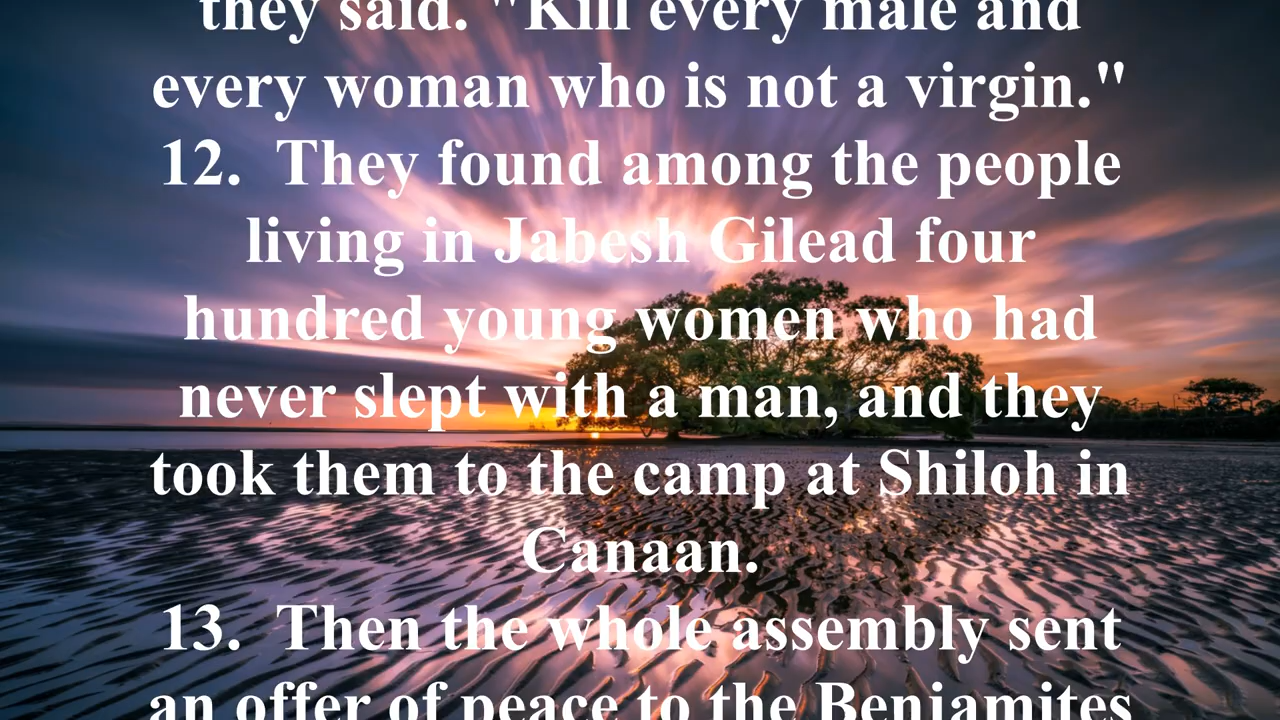 they said. "Kill every male and
every woman who is not a virgin."
12.  They found among the people
living in Jabesh Gilead four
hundred young women who had
never slept with a man, and they
took them to the camp at Shiloh in
Canaan.
13.  Then the whole assembly sent
an offer of peace to the Benjamites